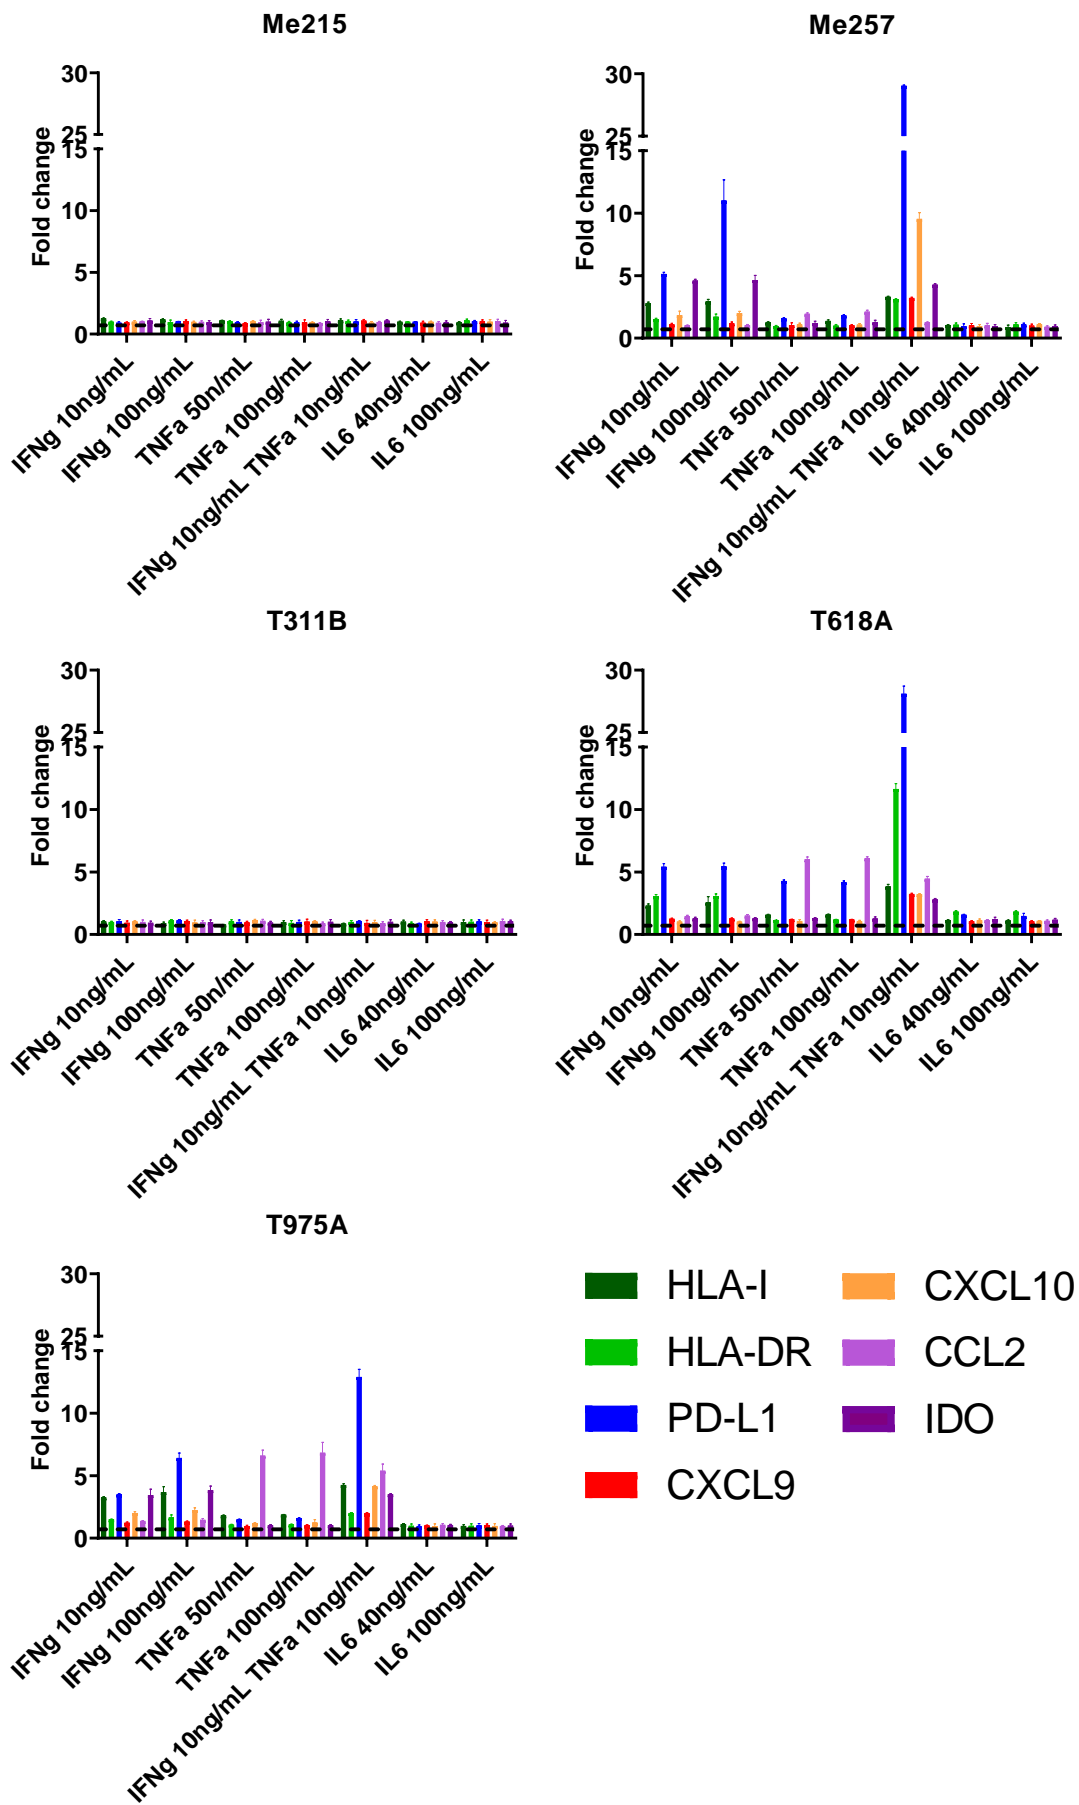 Me215
Fold change
30
25
15
10
5
0
IFNg 10ng/mL
IFNg 100ng/mL
TNFa 50n/mL
TNFa 100ng/mL
IFNg 10ng/mL TNFa 10ng/mL
IL6 40ng/mL
IL6 100ng/mL
Me257
Fold change
30
25
15
10
5
0
IFNg 10ng/mL
IFNg 100ng/mL
TNFa 50n/mL
TNFa 100ng/mL
IFNg 10ng/mL TNFa 10ng/mL
IL6 40ng/mL
IL6 100ng/mL
T311B
Fold change
30
25
15
10
5
0
IFNg 10ng/mL
IFNg 100ng/mL
TNFa 50n/mL
TNFa 100ng/mL
IFNg 10ng/mL TNFa 10ng/mL
IL6 40ng/mL
IL6 100ng/mL
T618A
Fold change
30
25
15
10
5
0
IFNg 10ng/mL
IFNg 100ng/mL
TNFa 50n/mL
TNFa 100ng/mL
IFNg 10ng/mL TNFa 10ng/mL
IL6 40ng/mL
IL6 100ng/mL
T975A
Fold change
30
25
15
10
5
0
IFNg 10ng/mL
IFNg 100ng/mL
TNFa 50n/mL
TNFa 100ng/mL
IFNg 10ng/mL TNFa 10ng/mL
IL6 40ng/mL
IL6 100ng/mL
HLA-I
HLA-DR
PD-L1
CXCL9
CXCL10
CCL2
IDO